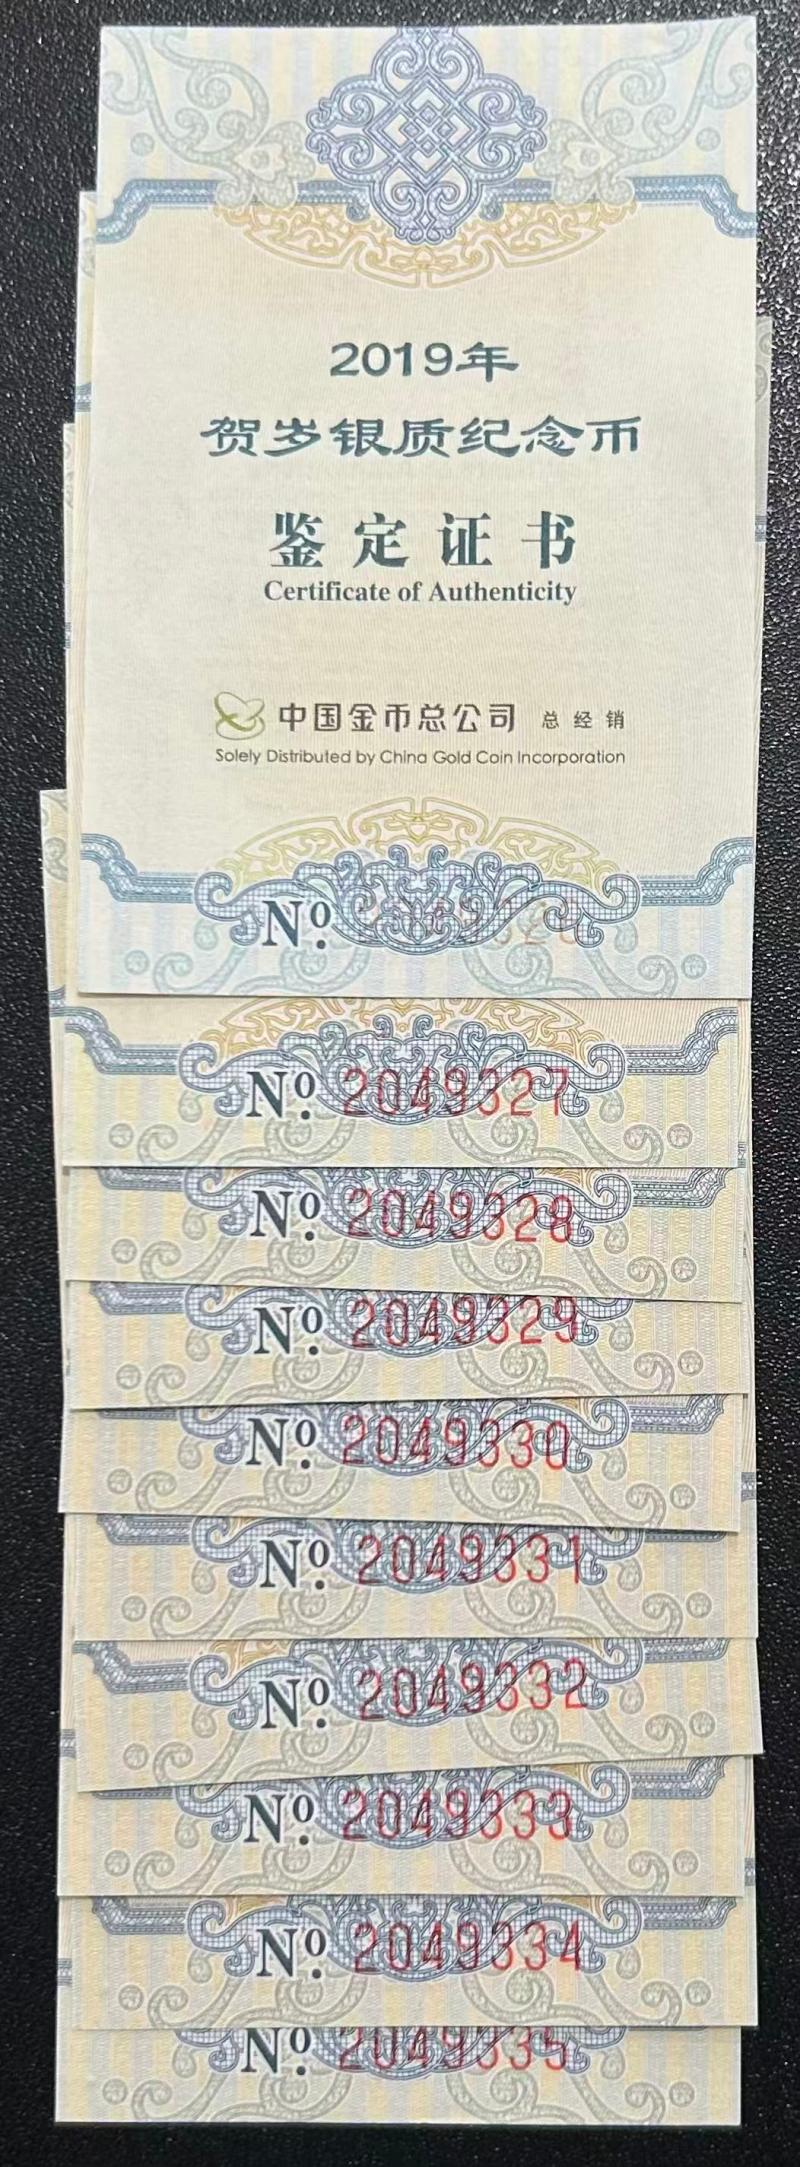 2019年
贺岁银质纪念币
鉴定证书
Certificate of Authenticity
中国金币总公司 总经销
Solely Distributed by China Gold Coin Incorporation
Nº 2049326
Nº 2049327
Nº 2049328
Nº 2049329
Nº 2049330
Nº 2049331
Nº 2049332
Nº 2049333
Nº 2049334
Nº 2049335